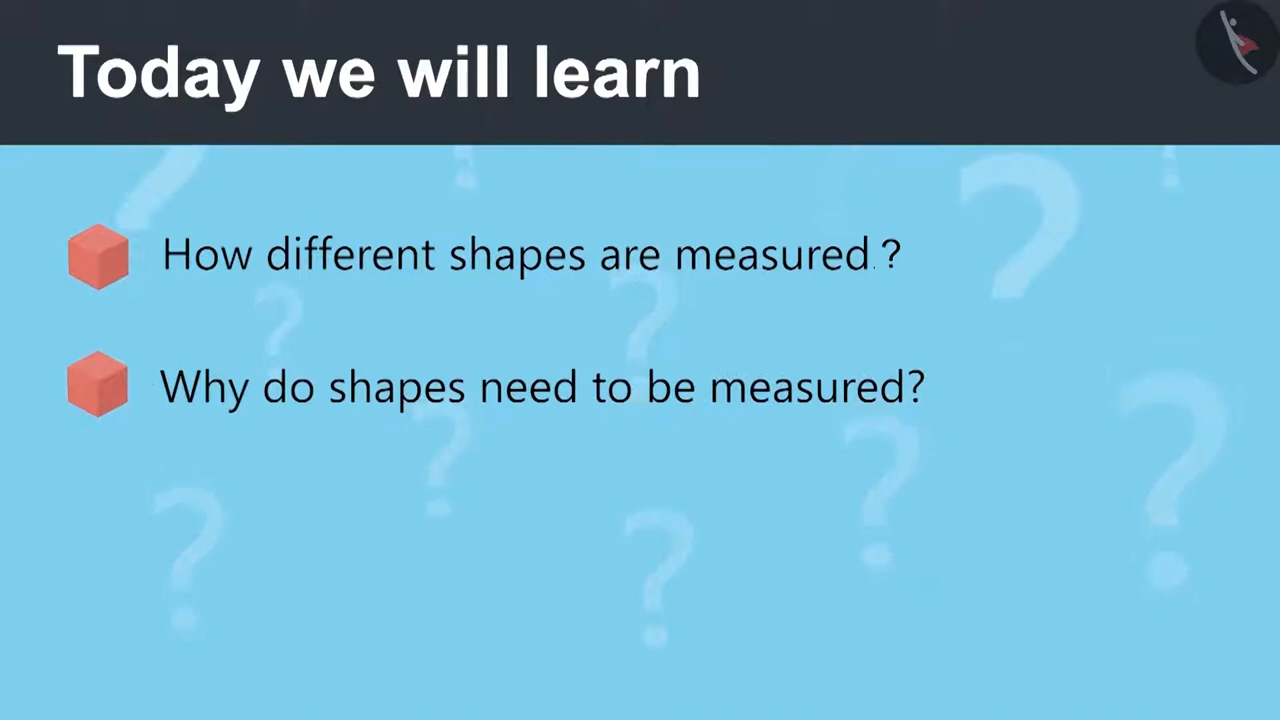 Today we will learn
How different shapes are measured.?
Why do shapes need to be measured?